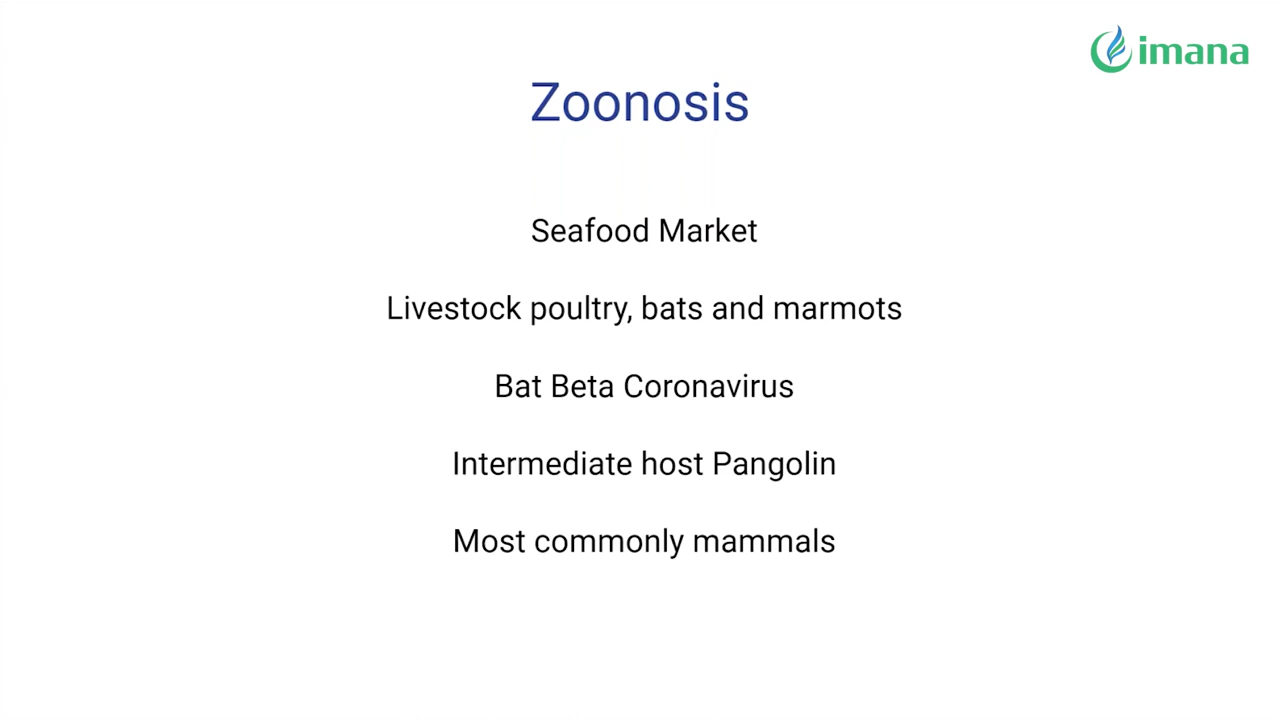 imana
Zoonosis
Seafood Market
Livestock poultry, bats and marmots
Bat Beta Coronavirus
Intermediate host Pangolin
Most commonly mammals